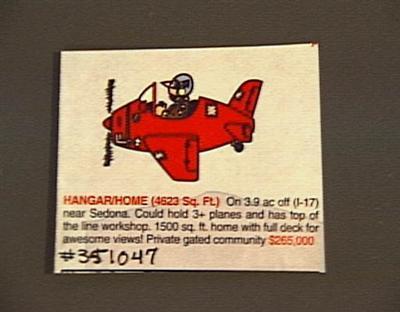 HANGAR/HOME (4623 Sq. Ft.) On 3.9 ac off (I-17)
near Sedona. Could hold 3+ planes and has top of
the line workshop. 1500 sq. ft. home with full deck for
awesome views! Private gated community $265,000
#351047